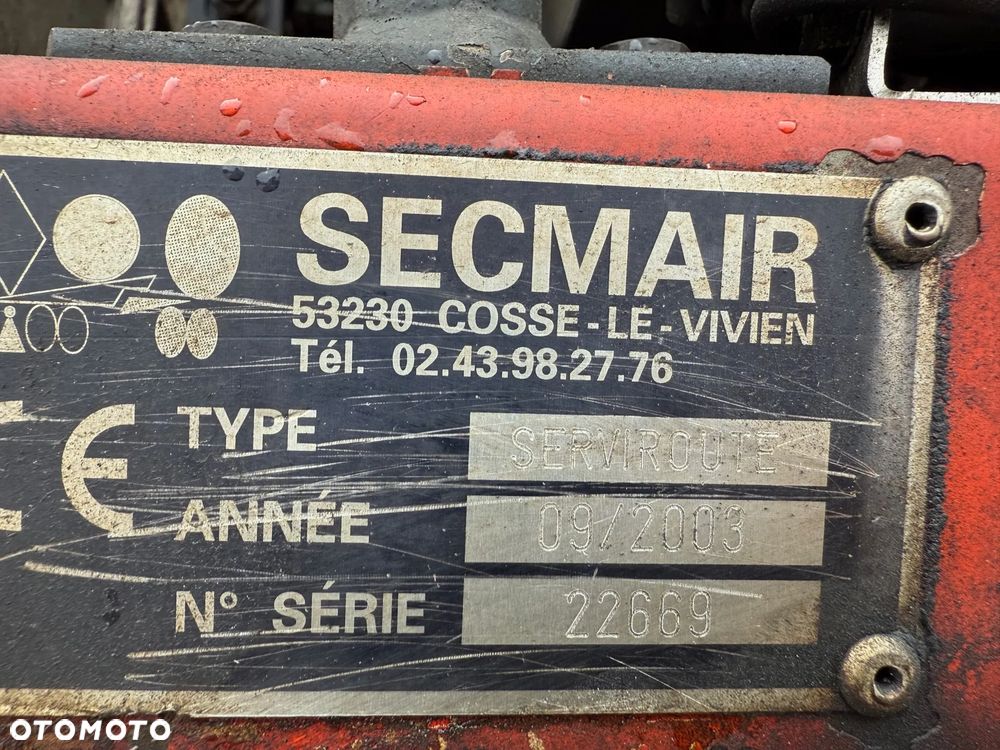 SECMAIR
53230 COSSE-LE-VIVIEN
Tél. 02.43.98.27.76
CE
TYPE SERVIROUTE
ANNÉE 09/2003
N° SÉRIE 22669
OTOMOTO